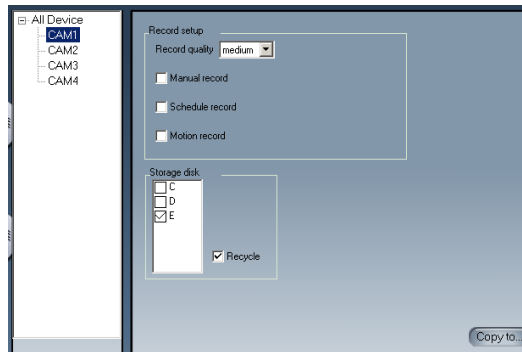 All Device
CAM1
CAM2
CAM3
CAM4
Record setup
Record quality medium
Manual record
Schedule record
Motion record
Storage disk
C
D
E
Recycle
Copy to...